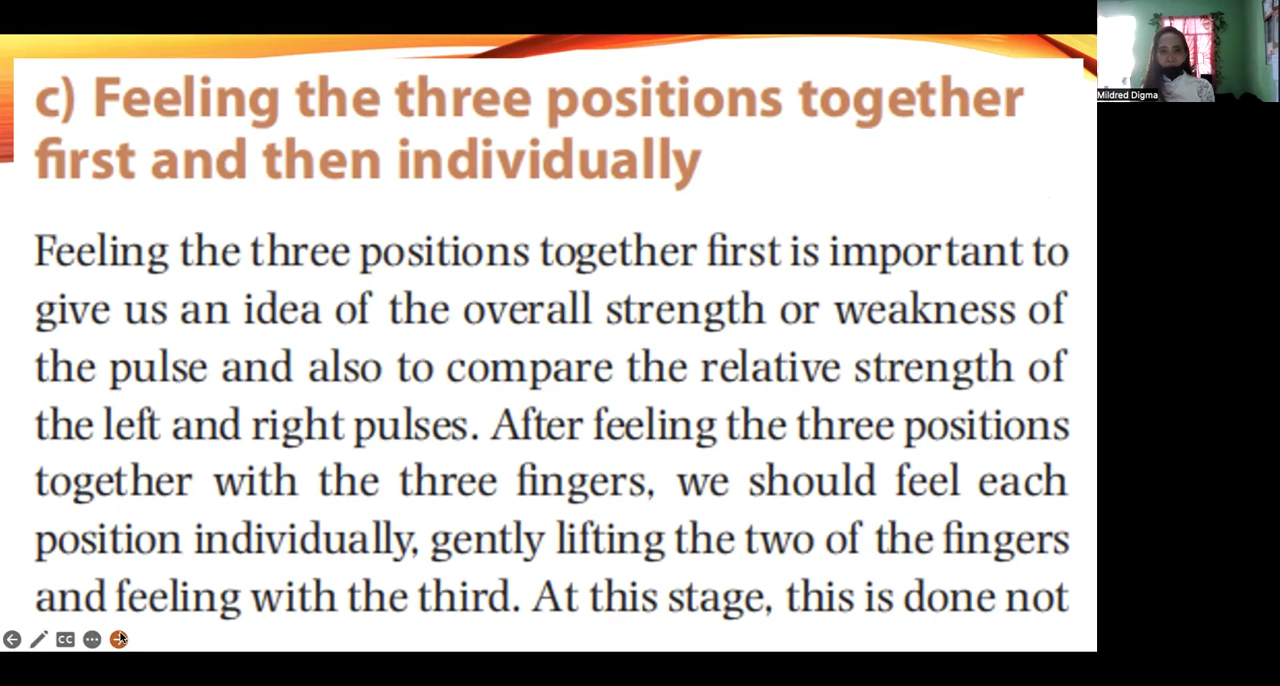 c) Feeling the three positions together
first and then individually
Feeling the three positions together first is important to
give us an idea of the overall strength or weakness of
the pulse and also to compare the relative strength of
the left and right pulses. After feeling the three positions
together with the three fingers, we should feel each
position individually, gently lifting the two of the fingers
and feeling with the third. At this stage, this is done not
CC
Mildred Digma